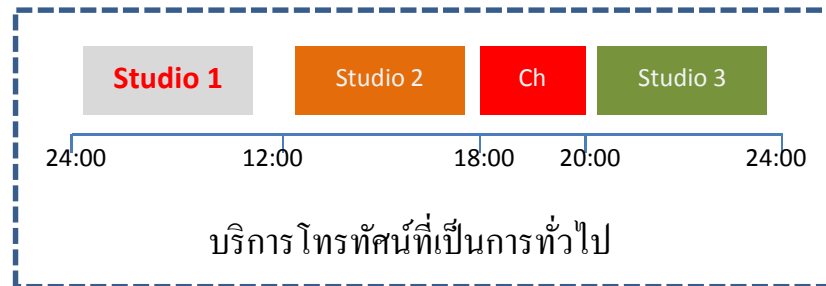 Studio 1 Studio 2 Ch Studio 3
24:00 12:00 18:00 20:00 24:00
บริการโทรทัศน์ที่เป็นการทั่วไป